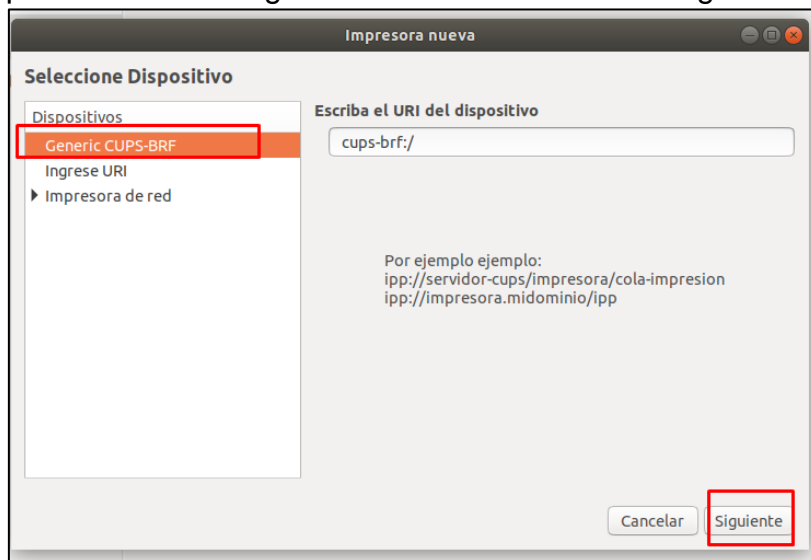 Impresora nueva
Seleccione Dispositivo
Dispositivos
Generic CUPS-BRF
Ingrese URI
Impresora de red
Escriba el URI del dispositivo
cups-brf:/
Por ejemplo ejemplo:
ipp://servidor-cups/impresora/cola-impresion
ipp://impresora.midominio/ipp
Cancelar
Siguiente